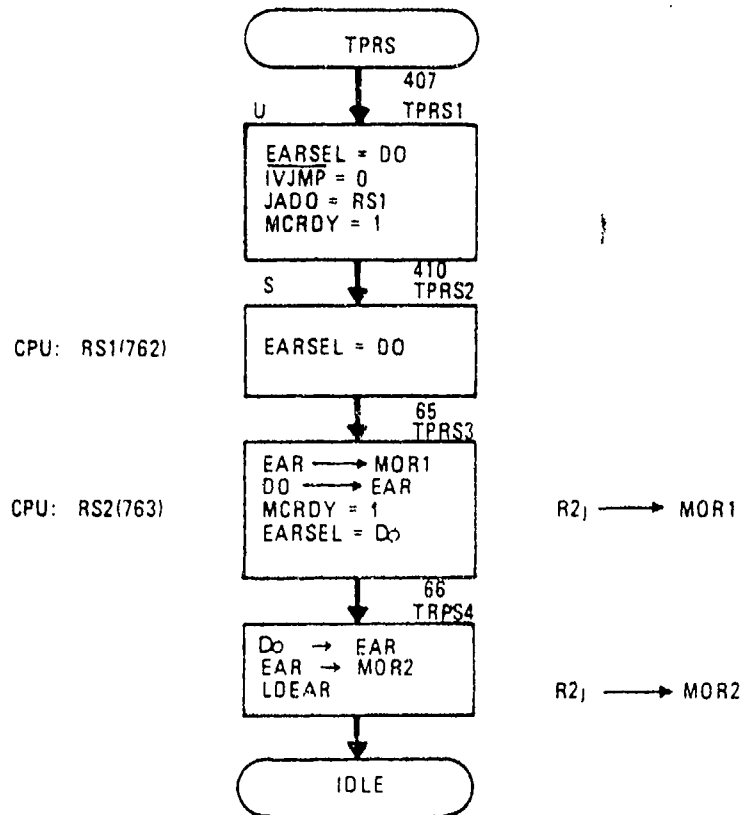 TPRS
407
U TPRS1
EARSEL = DO
IVJMP = 0
JADO = RS1
MCRDY = 1
410
S TPRS2
CPU: RS1(762) EARSEL = DO
65
TPRS3
EAR → MOR1
DO → EAR
CPU: RS2(763) MCRDY = 1 R2j → MOR1
EARSEL = Do
66
TRPS4
Do → EAR
EAR → MOR2
LDEAR R2j → MOR2
IDLE